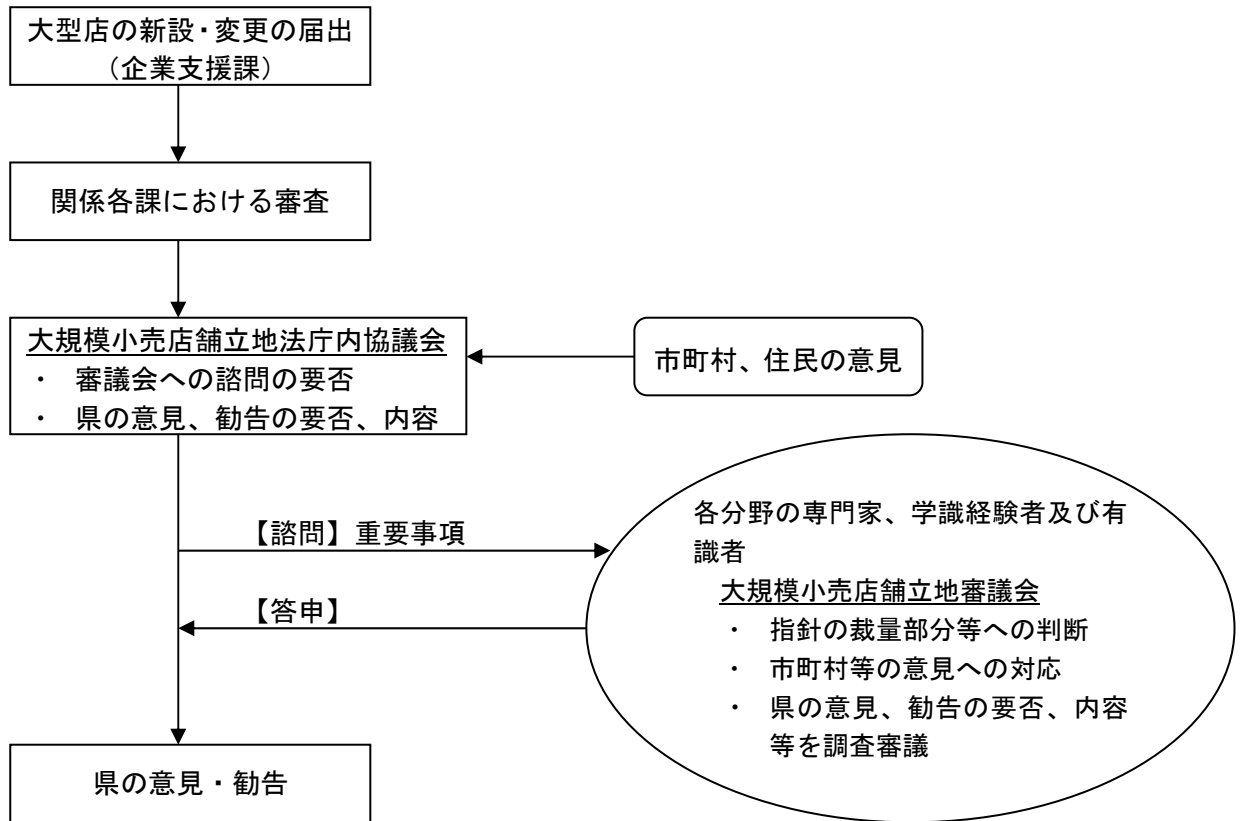 大型店の新設・変更の届出
（企業支援課）
関係各課における審査
大規模小売店舗立地法庁内協議会
・　審議会への諮問の要否
・　県の意見、勧告の要否、内容
市町村、住民の意見
【諮問】重要事項
各分野の専門家、学識経験者及び有
識者
大規模小売店舗立地審議会
・　指針の裁量部分等への判断
・　市町村等の意見への対応
・　県の意見、勧告の要否、内容
等を調査審議
【答申】
県の意見・勧告